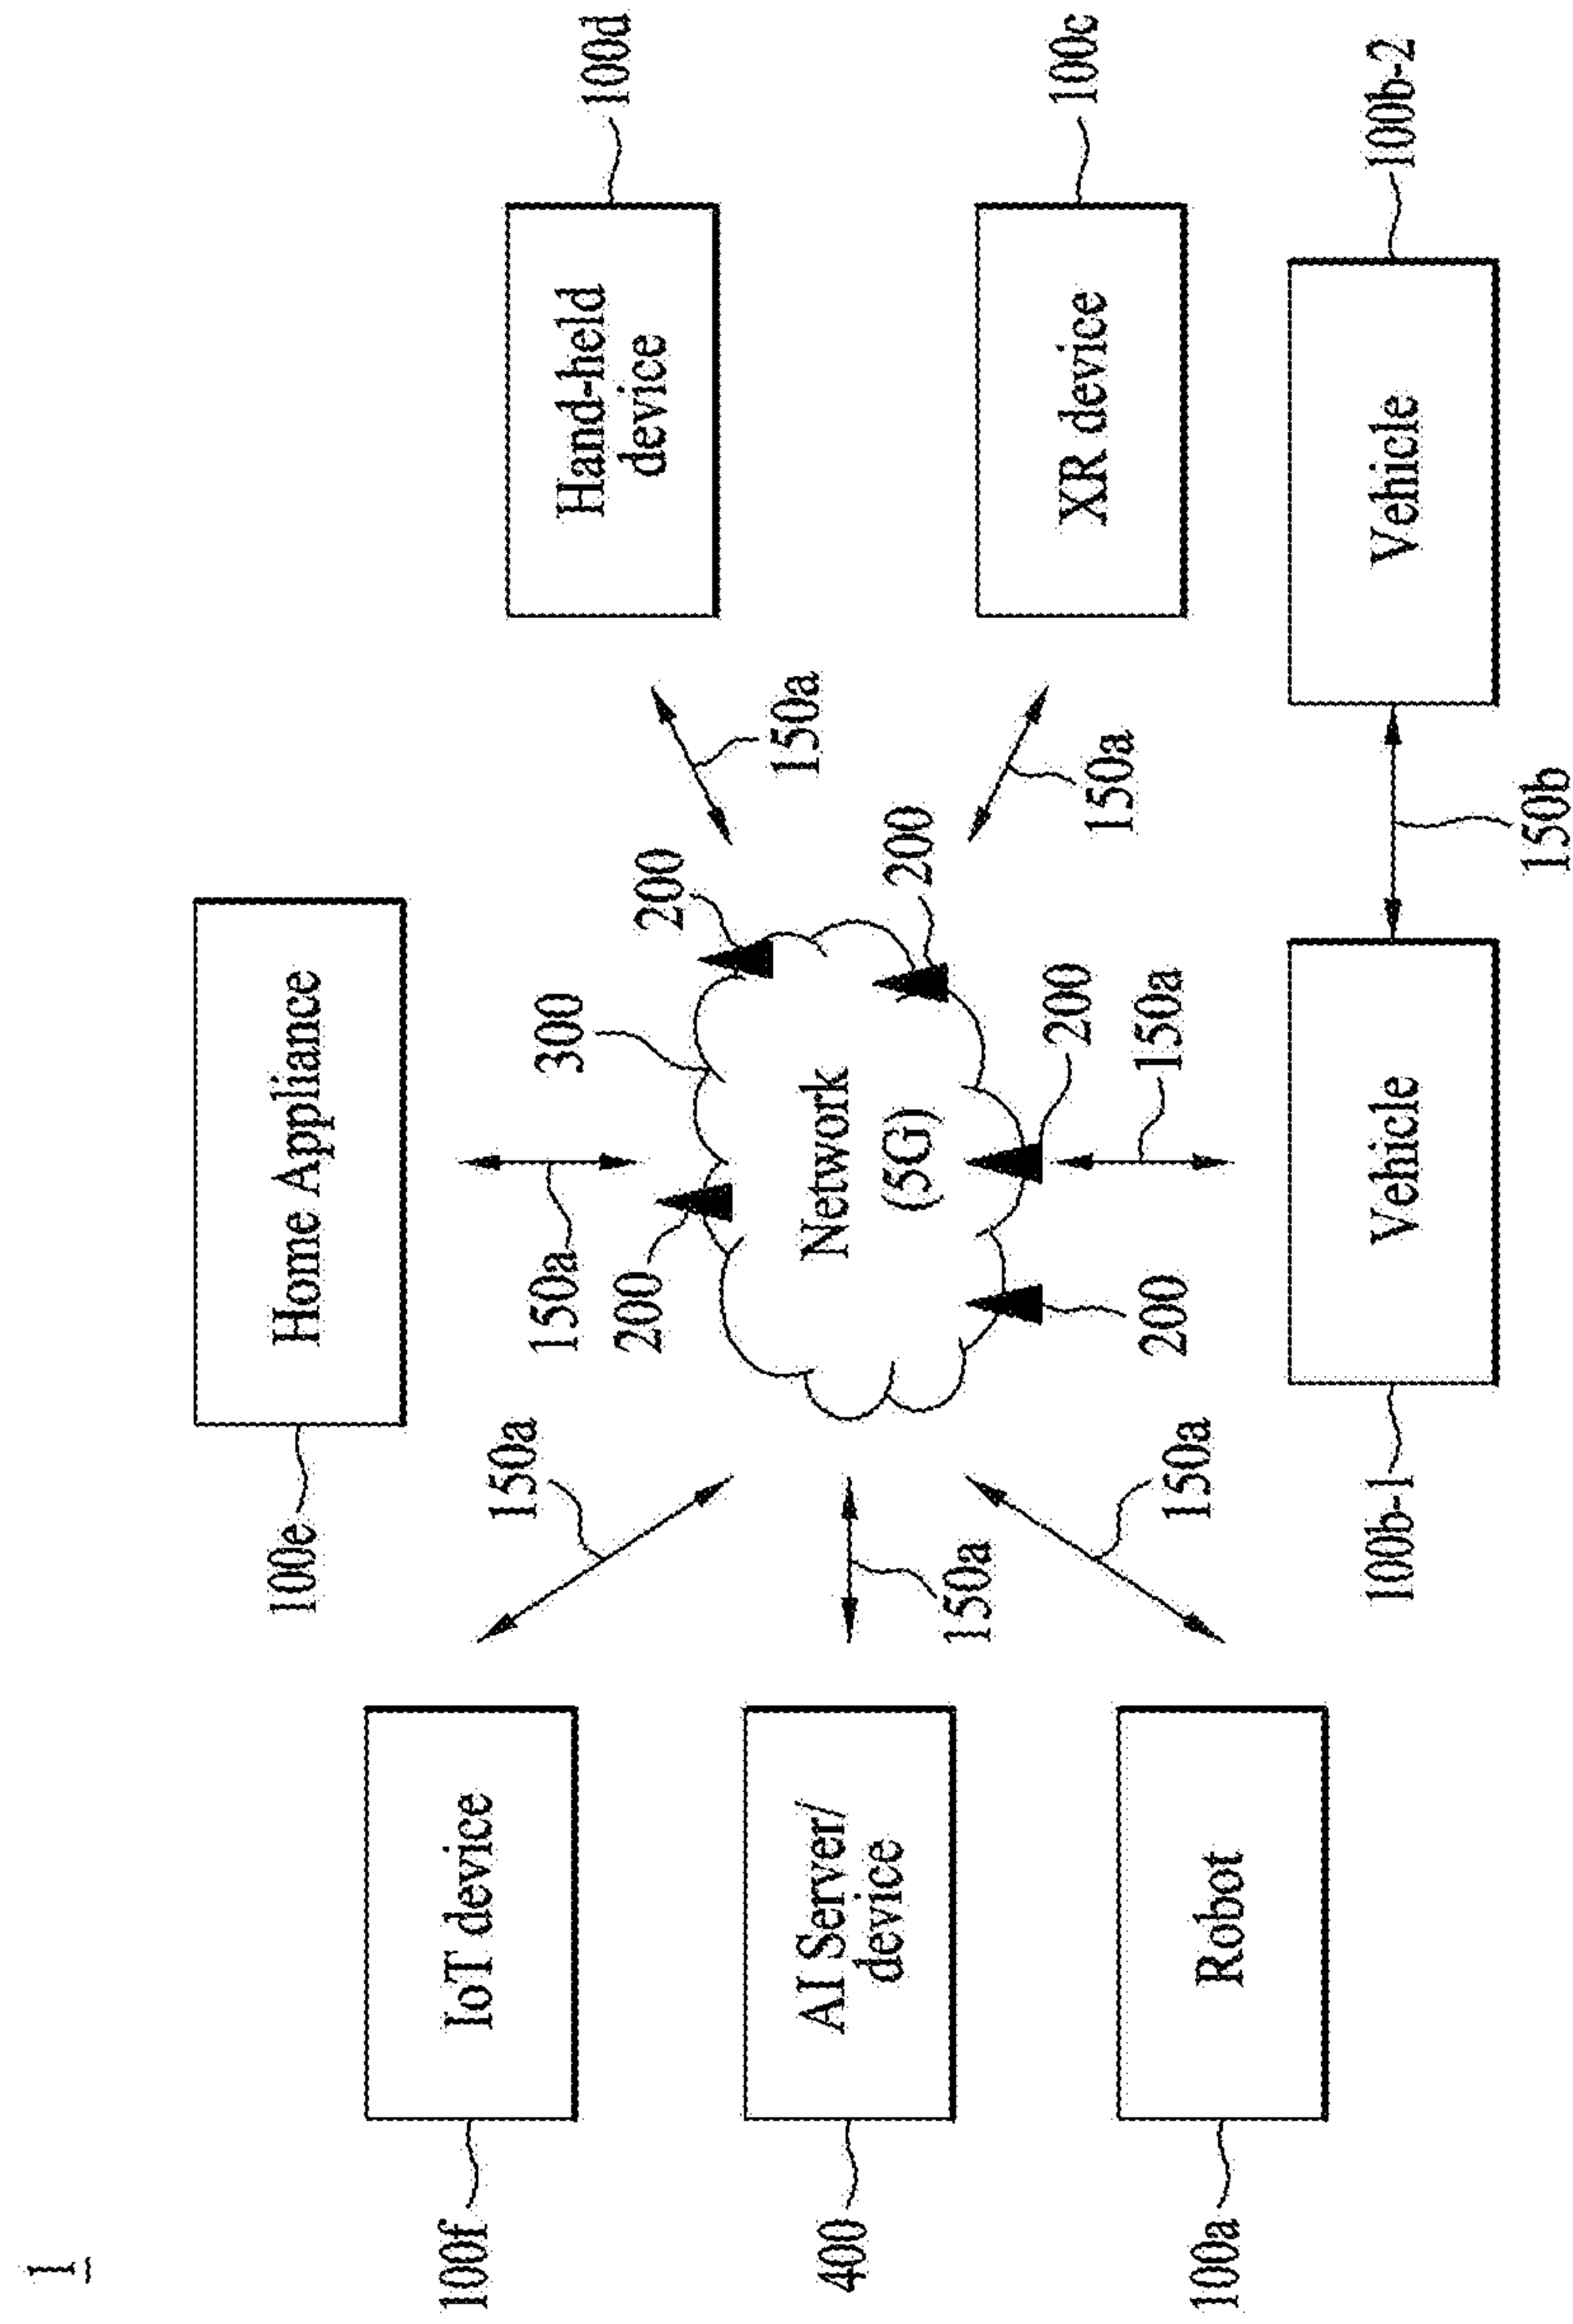 1
100e
Home Appliance
100f
IoT device
150a
150a
200
300
200
150a
Hand-held
device
100d
400
AI Server/
device
150a
Network
(5G)
200
150a
XR device
100c
100a
Robot
150a
200
200
150a
100b-1
Vehicle
150b
Vehicle
100b-2